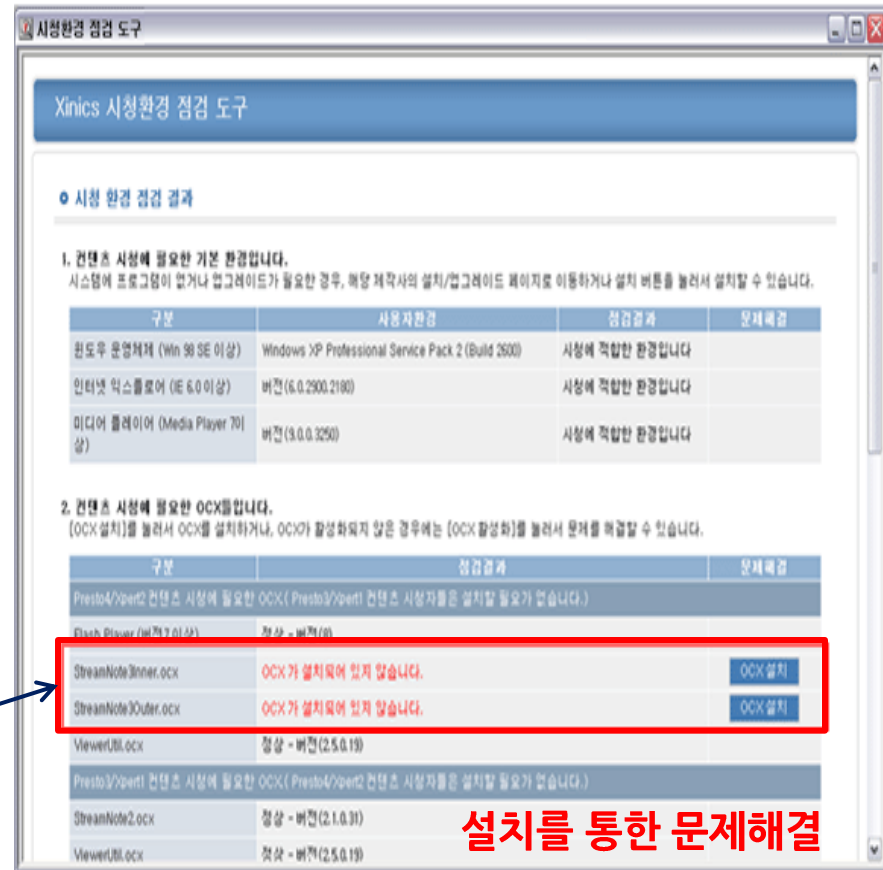 시청환경 점검 도구
Xinics 시청환경 점검 도구
시청 환경 점검 결과
1. 컨텐츠 시청에 필요한 기본 환경입니다.
시스템에 프로그램이 없거나 업그레이드가 필요한 경우, 해당 제작사의 설치/업그레이드 페이지로 이동하거나 설치 버튼을 눌러서 설치할 수 있습니다.
구분 사용자환경 점검결과 문제해결
윈도우 운영체제 (Win 98 SE 이상) Windows XP Professional Service Pack 2 (Build 2600) 시청에 적합한 환경입니다
인터넷 익스플로어 (IE 6.0 이상) 버전(6.0.2900.2180) 시청에 적합한 환경입니다
미디어 플레이어 (Media Player 7이
상) 버전(9.0.0.3250) 시청에 적합한 환경입니다
2. 컨텐츠 시청에 필요한 OCX들입니다.
[OCX 설치]를 눌러서 OCX를 설치하거나, OCX가 활성화되지 않은 경우에는 [OCX 활성화]를 눌러서 문제를 해결할 수 있습니다.
구분 점검결과 문제해결
Presto4/Xpert2 컨텐츠 시청에 필요한 OCX.( Presto3/Xpert1 컨텐츠 시청자들은 설치할 필요가 없습니다.)
Flash Player (버전7 이상) 정상 - 버전(8)
StreamNote3Inner.ocx OCX 가 설치되어 있지 않습니다. OCX 설치
StreamNote3Outer.ocx OCX 가 설치되어 있지 않습니다. OCX 설치
ViewerUtil.ocx 정상 - 버전(2.5.0.19)
Presto3/Xpert1 컨텐츠 시청에 필요한 OCX.( Presto4/Xpert2 컨텐츠 시청자들은 설치할 필요가 없습니다.)
StreamNote2.ocx 정상 - 버전(2.1.0.31)
설치를 통한 문제해결
ViewerUtil.ocx 정상 - 버전(2.5.0.19)